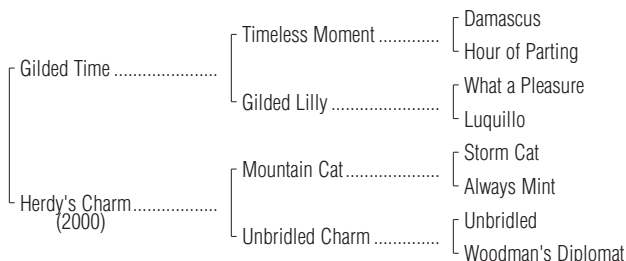 Damascus
Timeless Moment .............
Hour of Parting
Gilded Time ......................
What a Pleasure
Gilded Lilly .......................
Luquillo
Storm Cat
Mountain Cat....................
Always Mint
Herdy's Charm..................
(2000)
Unbridled
Unbridled Charm ..............
Woodman's Diplomat